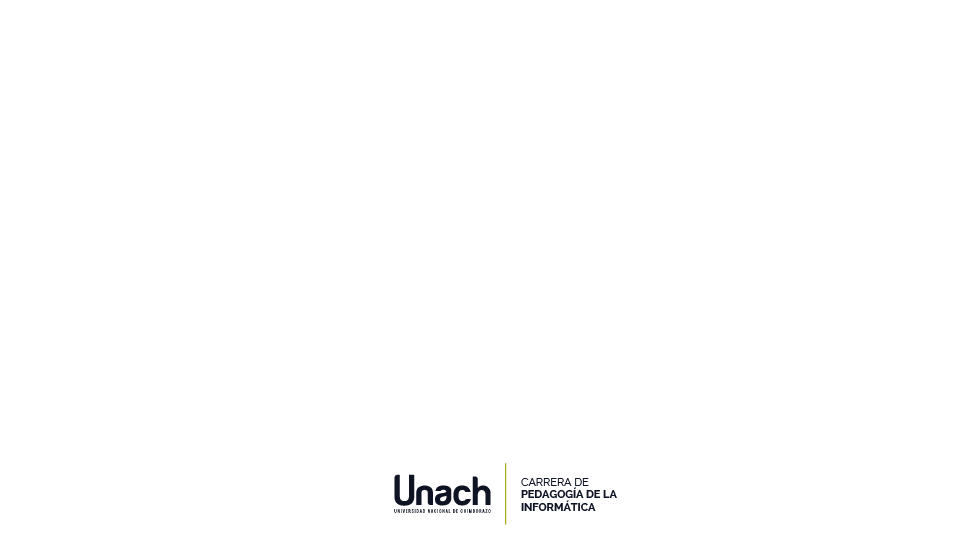 Unach
UNIVERSIDAD NACIONAL DE CHIMBORAZO
CARRERA DE
PEDAGOGÍA DE LA
INFORMÁTICA